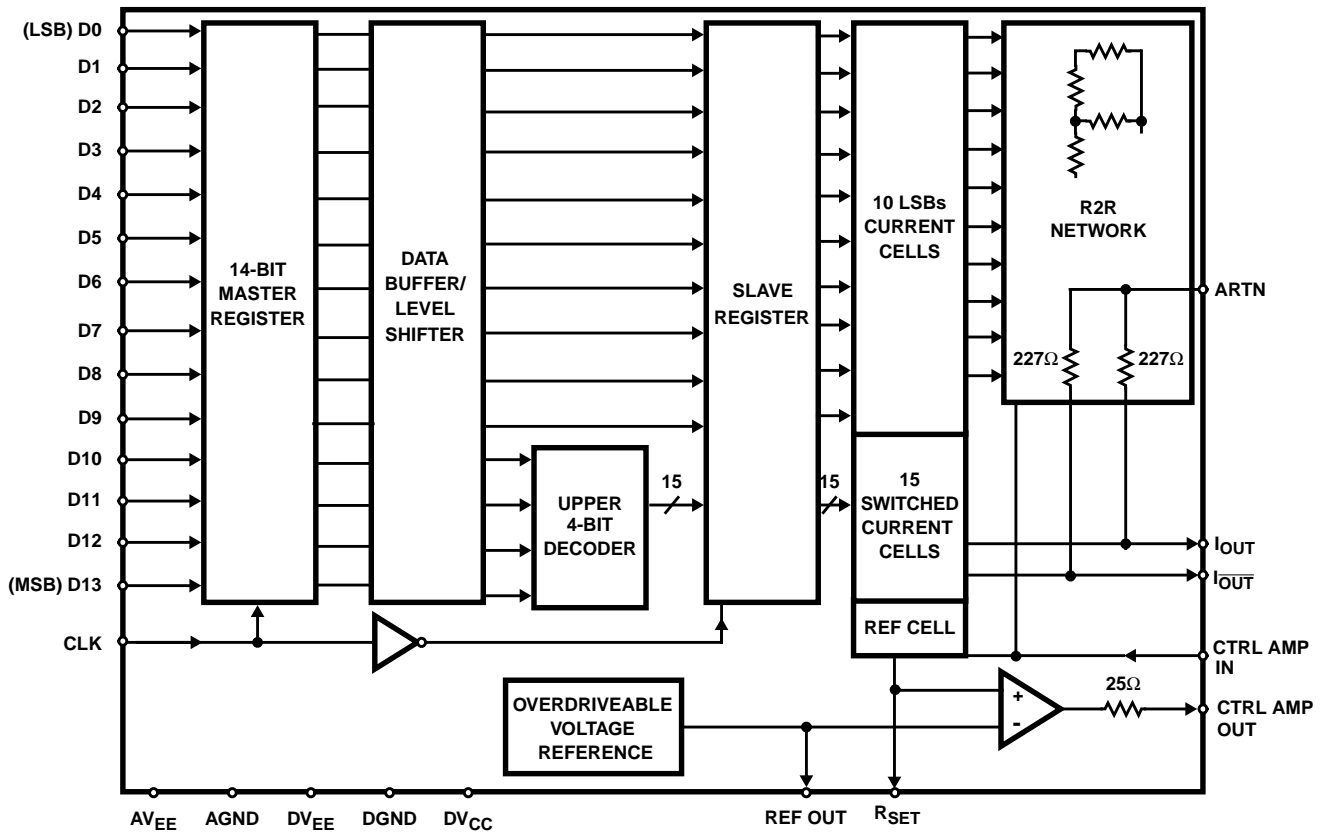 (LSB) D0
D1
D2
D3
D4
D5
D6
D7
D8
D9
D10
D11
D12
(MSB) D13
CLK
14-BIT
MASTER
REGISTER
DATA
BUFFER/
LEVEL
SHIFTER
UPPER
4-BIT
DECODER
15
SLAVE
REGISTER
15
10 LSBs
CURRENT
CELLS
15
SWITCHED
CURRENT
CELLS
REF CELL
R2R
NETWORK
227Ω
227Ω
ARTN
IOUT
I̅O̅U̅T̅
CTRL AMP
IN
25Ω
CTRL AMP
OUT
+
-
OVERDRIVEABLE
VOLTAGE
REFERENCE
AVEE
AGND
DVEE
DGND
DVCC
REF OUT
RSET